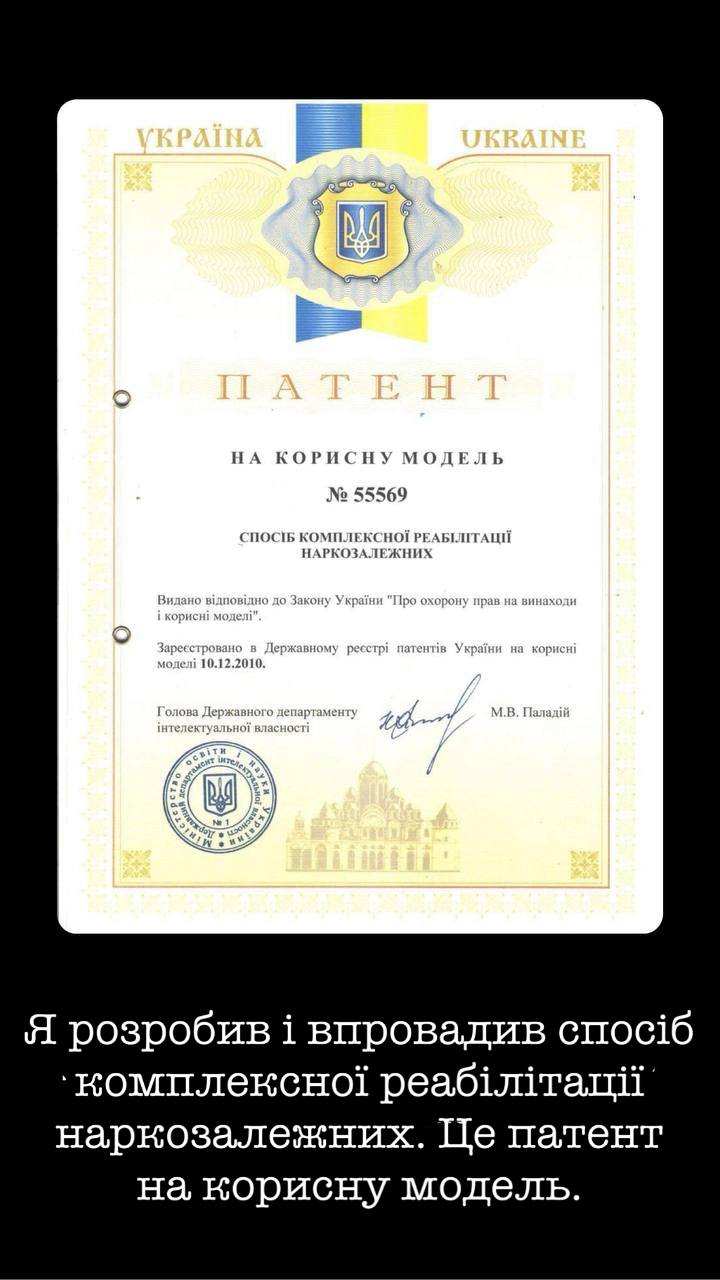 УКРАЇНА
UKRAINE
ПАТЕНТ
НА КОРИСНУ МОДЕЛЬ
№ 55569
СПОСІБ КОМПЛЕКСНОЇ РЕАБІЛІТАЦІЇ
НАРКОЗАЛЕЖНИХ
Видано відповідно до Закону України "Про охорону прав на винаходи
і корисні моделі".
Зареєстровано в Державному реєстрі патентів України на корисні
моделі 10.12.2010.
Голова Державного департаменту
інтелектуальної власності
М.В. Паладій
Міністерство освіти і науки України
Державний департамент інтелектуальної власності
№ 1
Я розробив і впровадив спосіб
комплексної реабілітації
наркозалежних. Це патент
на корисну модель.